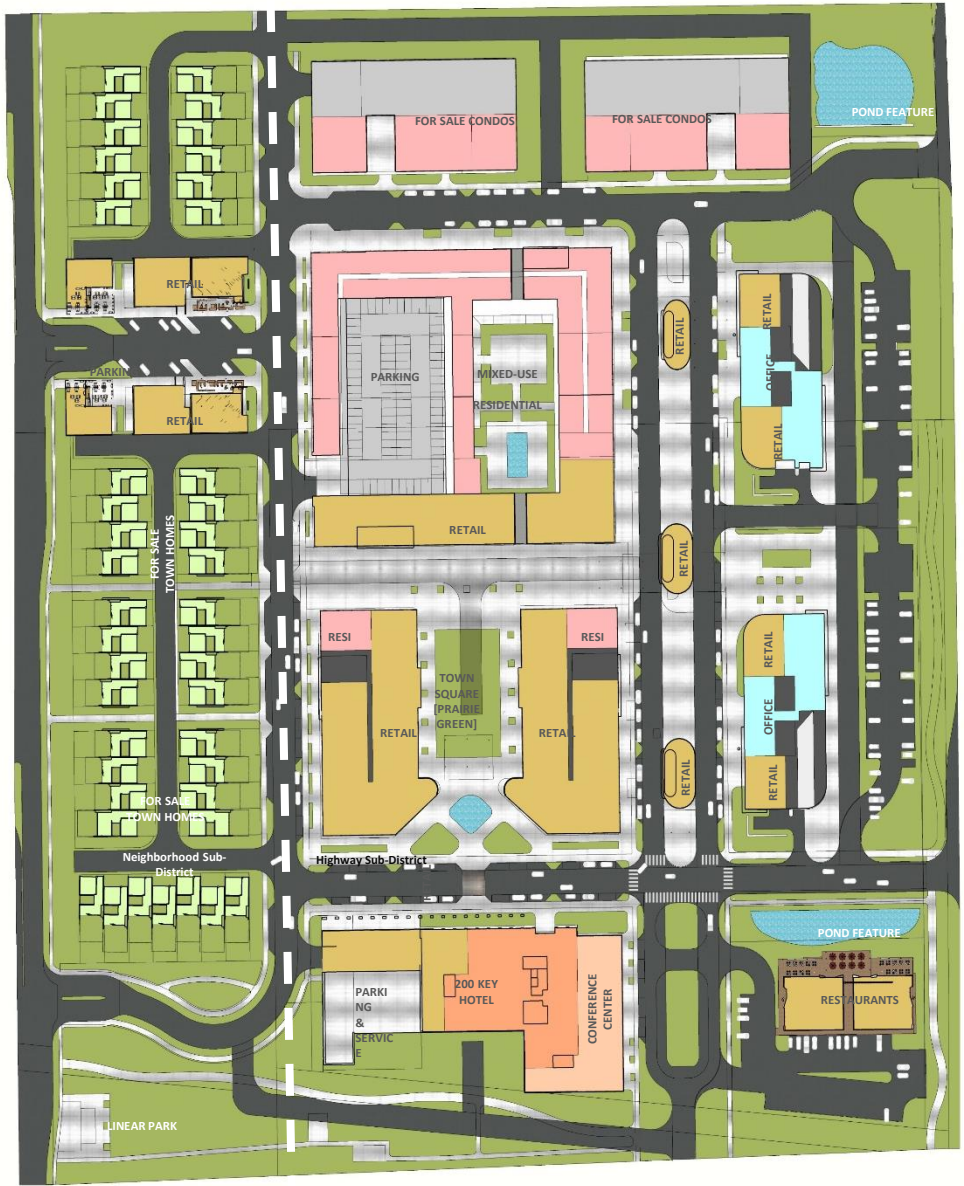 POND FEATURE
FOR SALE CONDOS
FOR SALE CONDOS
RETAIL
RETAIL
RETAIL
OFFICE
PARKIN
PARKING
MIXED-USE
RESIDENTIAL
RETAIL
RETAIL
RETAIL
RETAIL
FOR SALE
TOWN HOMES
RESI
RESI
RETAIL
TOWN
SQUARE
[PRAIRIE
GREEN]
OFFICE
RETAIL
RETAIL
RETAIL
RETAIL
FOR SALE
TOWN HOMES
Neighborhood Sub-
District
Highway Sub-District
POND FEATURE
PARKI
NG
&
SERVIC
E
200 KEY
HOTEL
CONFERENCE
CENTER
RESTAURANTS
LINEAR PARK